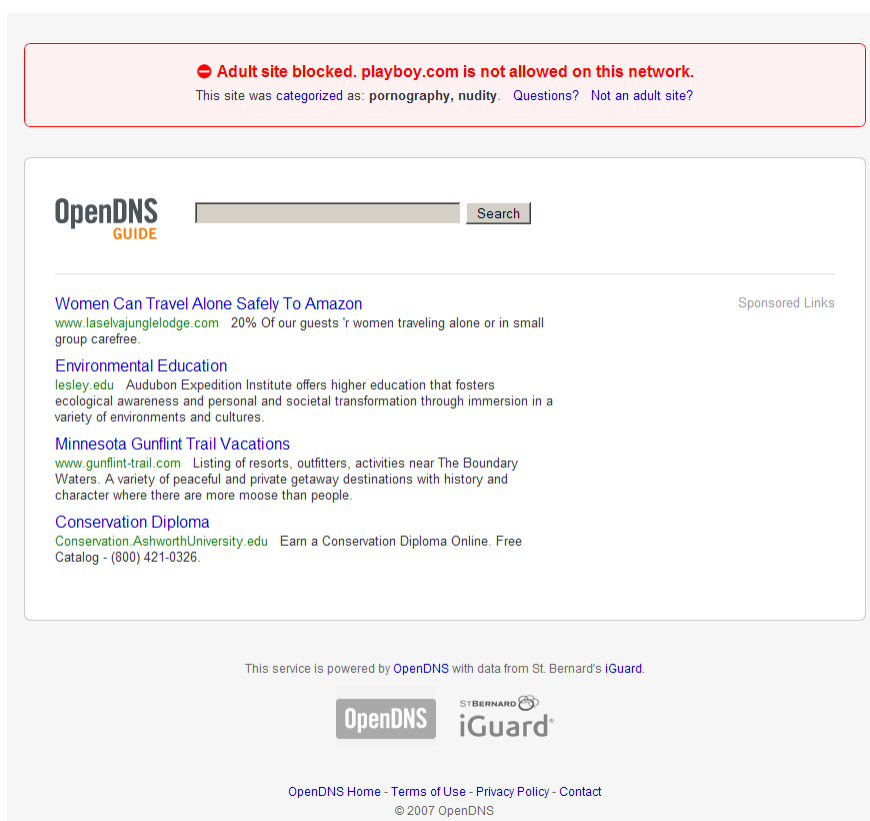 Adult site blocked. playboy.com is not allowed on this network.
This site was categorized as: pornography, nudity. Questions? Not an adult site?
OpenDNS
GUIDE
Search
Women Can Travel Alone Safely To Amazon
Sponsored Links
www.laselvajunglelodge.com 20% Of our guests 'r women traveling alone or in small
group carefree.
Environmental Education
lesley.edu Audubon Expedition Institute offers higher education that fosters
ecological awareness and personal and societal transformation through immersion in a
variety of environments and cultures.
Minnesota Gunflint Trail Vacations
www.gunflint-trail.com Listing of resorts, outfitters, activities near The Boundary
Waters. A variety of peaceful and private getaway destinations with history and
character where there are more moose than people.
Conservation Diploma
Conservation.AshworthUniversity.edu Earn a Conservation Diploma Online. Free
Catalog - (800) 421-0326.
This service is powered by OpenDNS with data from St. Bernard's iGuard.
OpenDNS
STBERNARD
iGuard®
OpenDNS Home - Terms of Use - Privacy Policy - Contact
© 2007 OpenDNS